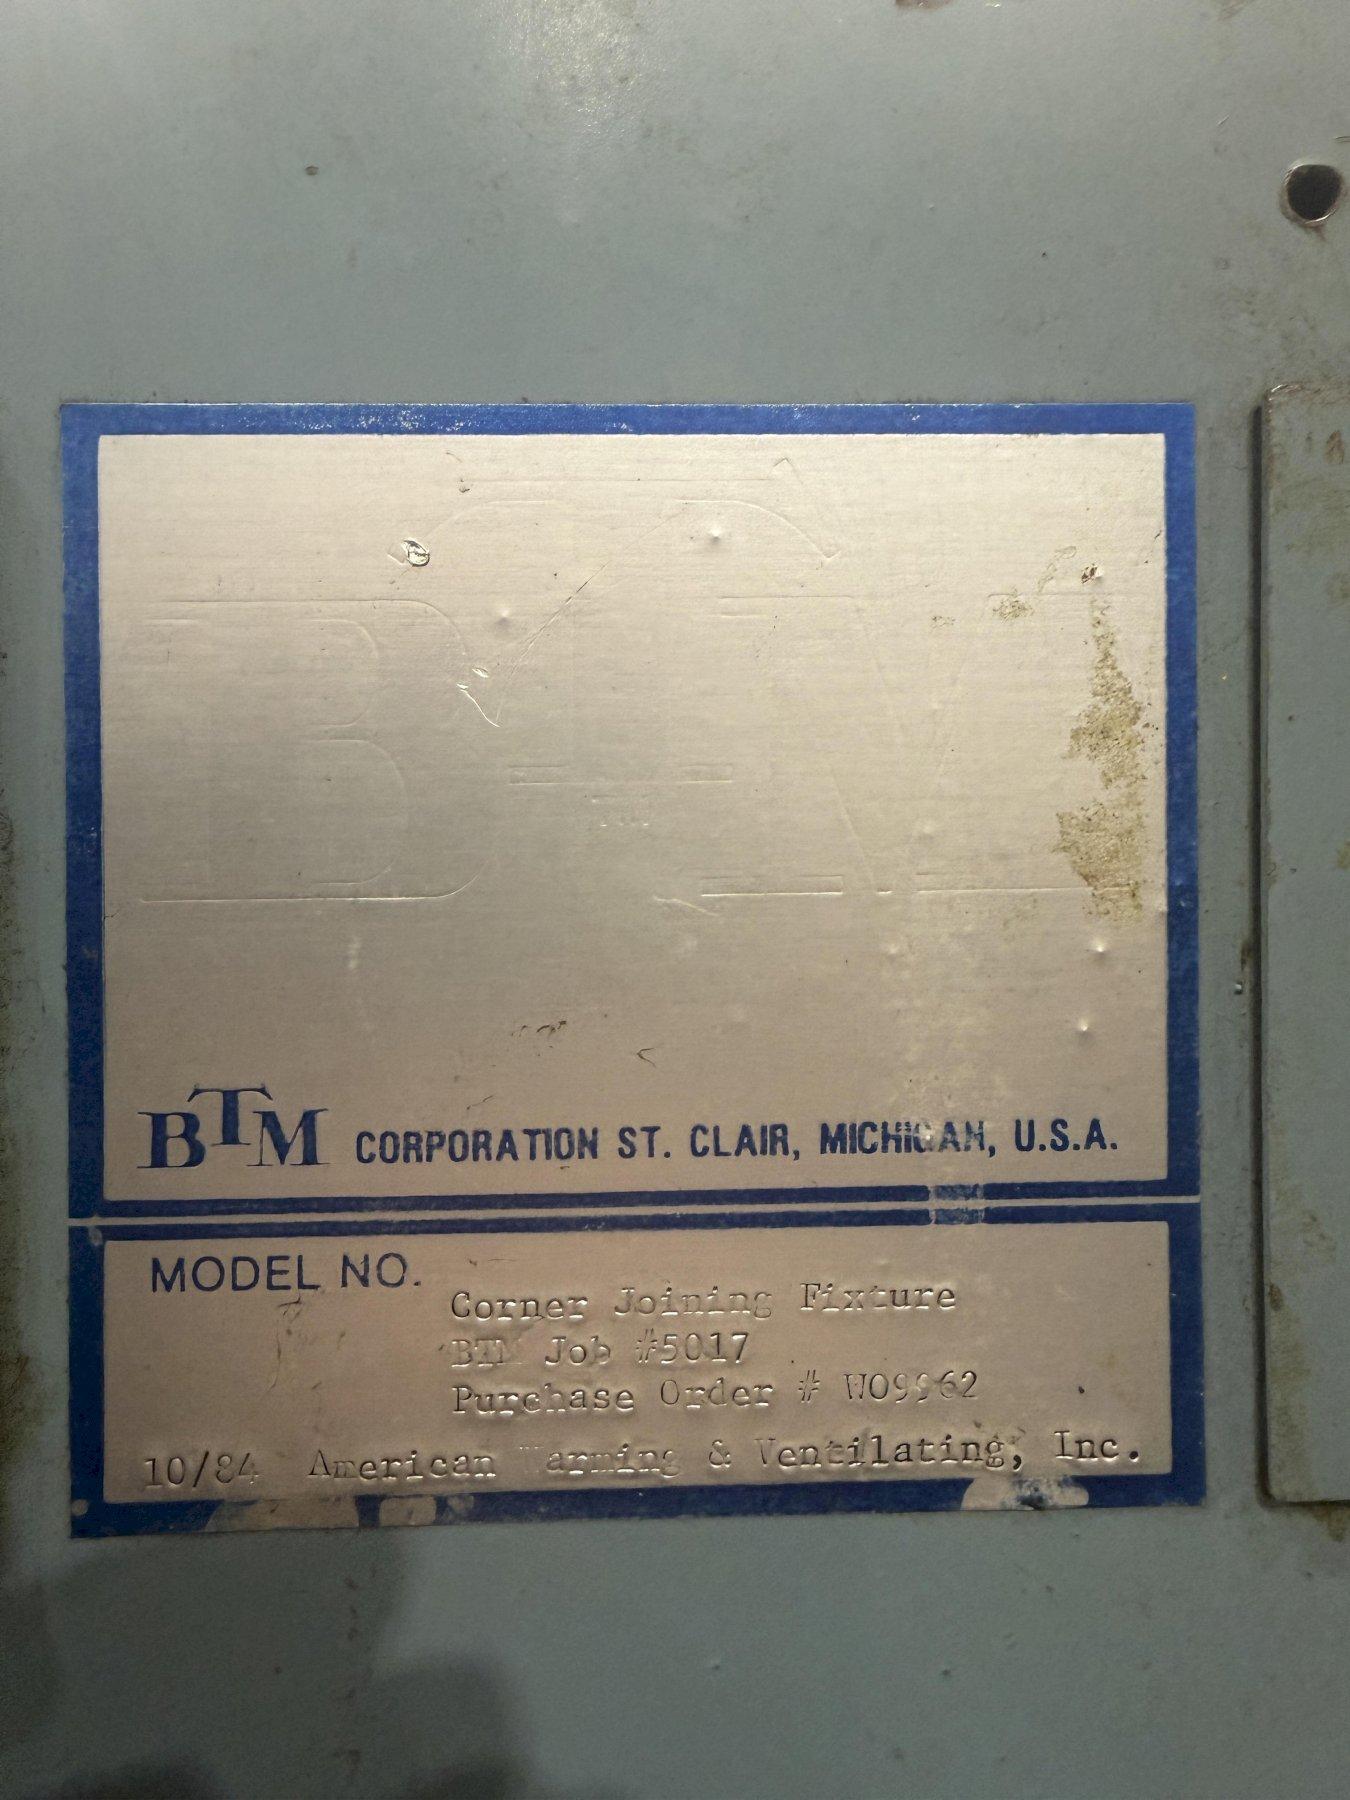 BTM CORPORATION ST. CLAIR, MICHIGAN, U.S.A.
MODEL NO.
Corner Joining Fixture
BTM Job #5017
Purchase Order # W09962
10/84 American Warming & Ventilating, Inc.